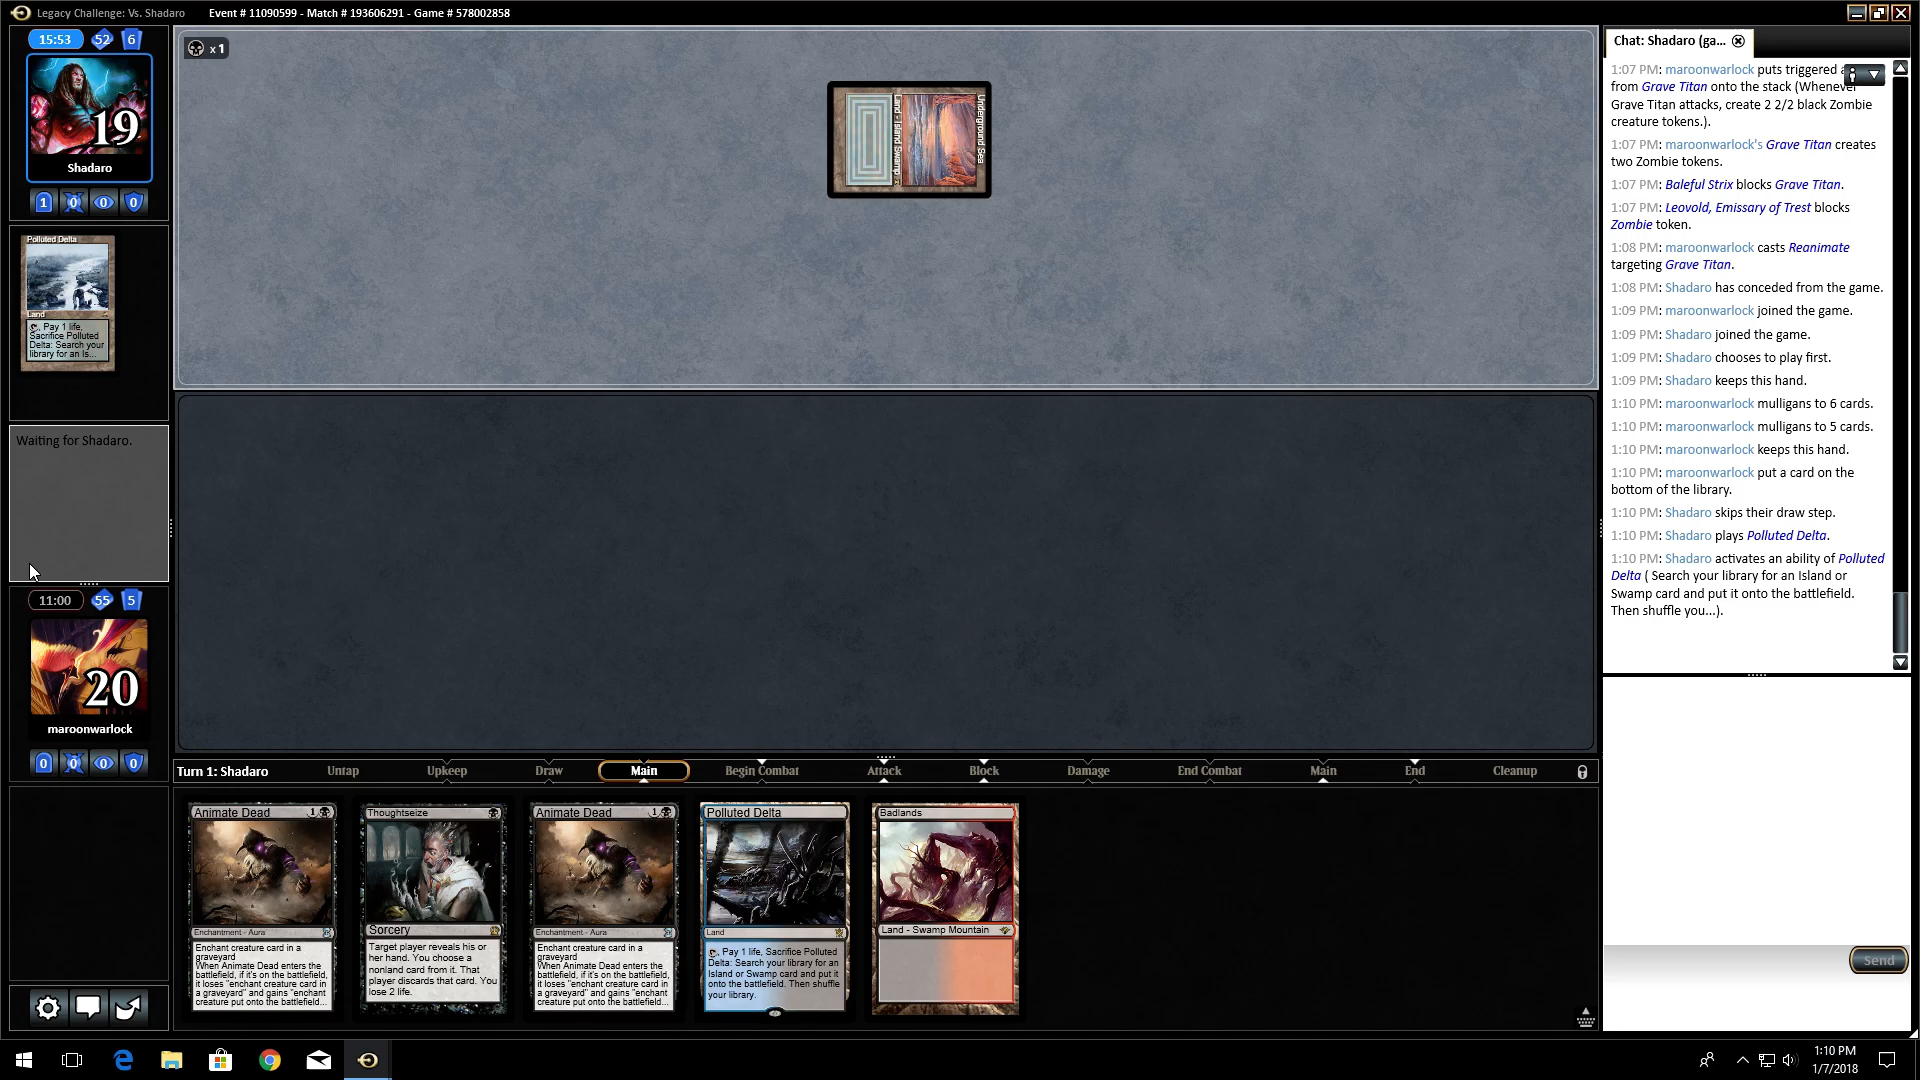 Legacy Challenge: Vs. Shadaro
Event # 11090599 - Match # 193606291 - Game # 578002858
15:53
52
6
19
Shadaro
1
0
0
0
Polluted Delta
Land
, Pay 1 life,
Sacrifice Polluted
Delta: Search your
library for an Is...
x 1
Underground Sea
Land - Island Swamp
Waiting for Shadaro.
11:00
55
5
20
maroonwarlock
0
0
0
0
Turn 1: Shadaro
Untap
Upkeep
Draw
Main
Begin Combat
Attack
Block
Damage
End Combat
Main
End
Cleanup
Animate Dead
1
Enchantment - Aura
Enchant creature card in a
graveyard
When Animate Dead enters the
battlefield, if it's on the battlefield,
it loses "enchant creature card in
a graveyard" and gains "enchant
creature put onto the battlefield...
Thoughtseize
Sorcery
Target player reveals his or
her hand. You choose a
nonland card from it. That
player discards that card. You
lose 2 life.
Animate Dead
1
Enchantment - Aura
Enchant creature card in a
graveyard
When Animate Dead enters the
battlefield, if it's on the battlefield,
it loses "enchant creature card in
a graveyard" and gains "enchant
creature put onto the battlefield...
Polluted Delta
Land
, Pay 1 life, Sacrifice Polluted
Delta: Search your library for an
Island or Swamp card and put it
onto the battlefield. Then shuffle
your library.
Badlands
Land - Swamp Mountain
Chat: Shadaro (ga...
1:07 PM: maroonwarlock puts triggered
from Grave Titan onto the stack (Whenever
Grave Titan attacks, create 2 2/2 black Zombie
creature tokens.).
1:07 PM: maroonwarlock's Grave Titan creates
two Zombie tokens.
1:07 PM: Baleful Strix blocks Grave Titan.
1:07 PM: Leovold, Emissary of Trest blocks
Zombie token.
1:08 PM: maroonwarlock casts Reanimate
targeting Grave Titan.
1:08 PM: Shadaro has conceded from the game.
1:09 PM: maroonwarlock joined the game.
1:09 PM: Shadaro joined the game.
1:09 PM: Shadaro chooses to play first.
1:09 PM: Shadaro keeps this hand.
1:10 PM: maroonwarlock mulligans to 6 cards.
1:10 PM: maroonwarlock mulligans to 5 cards.
1:10 PM: maroonwarlock keeps this hand.
1:10 PM: maroonwarlock put a card on the
bottom of the library.
1:10 PM: Shadaro skips their draw step.
1:10 PM: Shadaro plays Polluted Delta.
1:10 PM: Shadaro activates an ability of Polluted
Delta ( Search your library for an Island or
Swamp card and put it onto the battlefield.
Then shuffle you...).
Send
1:10 PM
1/7/2018